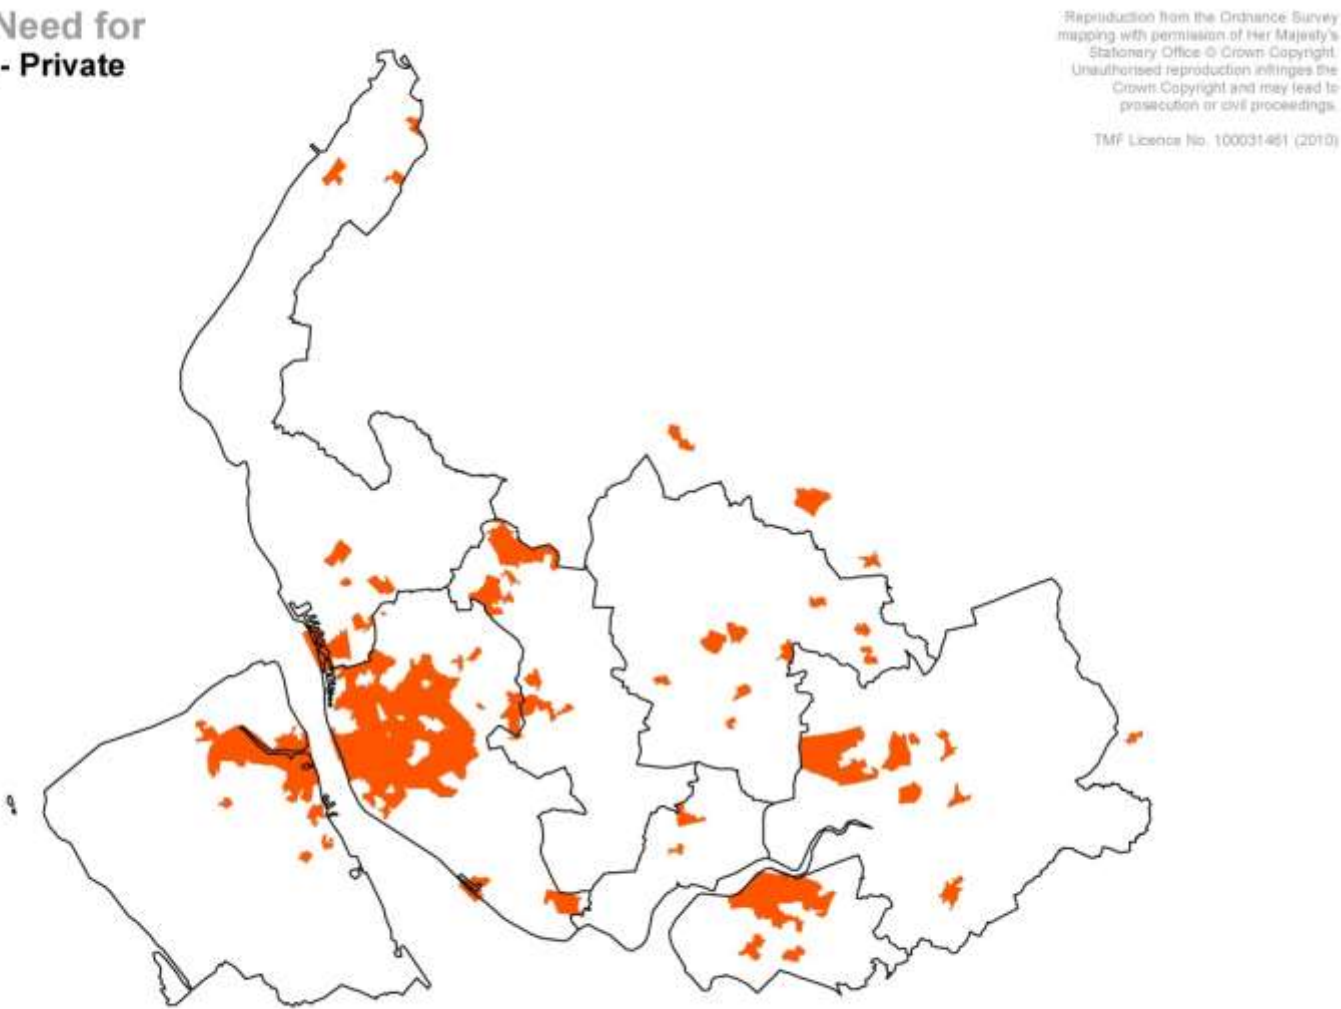 Need for
- Private
Reproduction from the Ordnance Survey
mapping with permission of Her Majesty's
Stationery Office © Crown Copyright.
Unauthorised reproduction infringes the
Crown Copyright and may lead to
prosecution or civil proceedings.
TMF Licence No. 100031461 (2010)